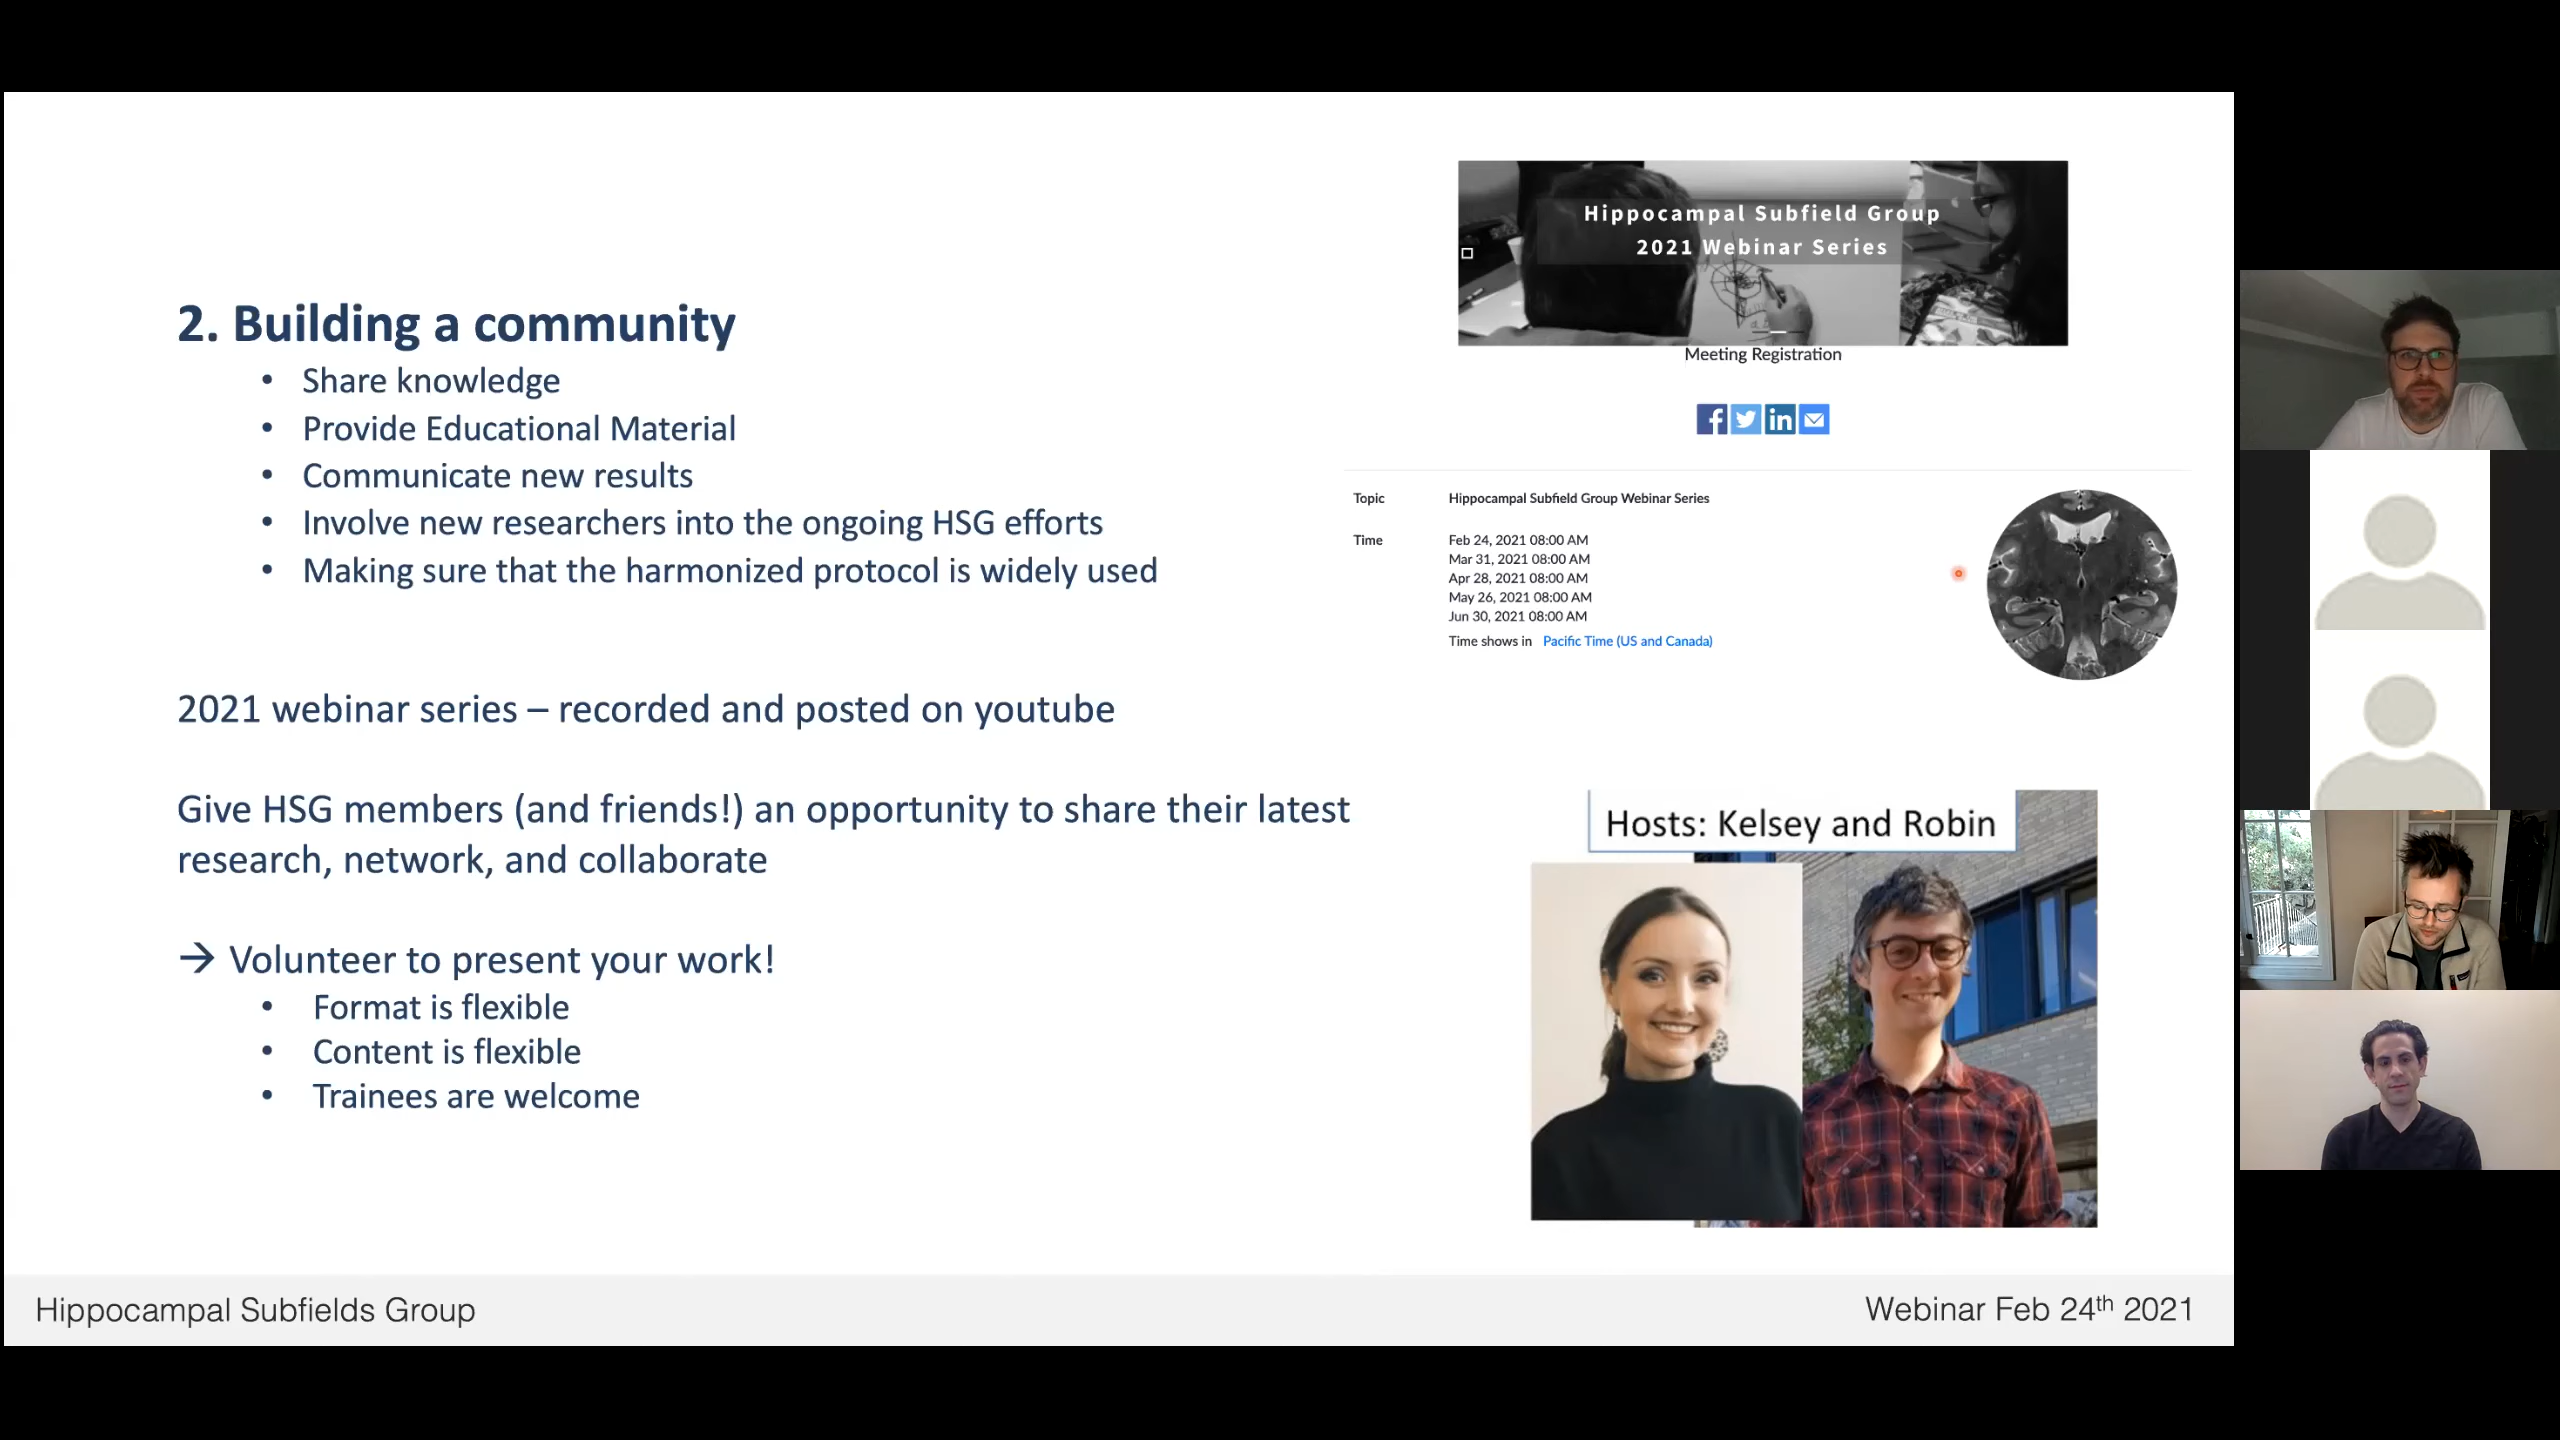 2. Building a community
• Share knowledge
• Provide Educational Material
• Communicate new results
• Involve new researchers into the ongoing HSG efforts
• Making sure that the harmonized protocol is widely used
2021 webinar series – recorded and posted on youtube
Give HSG members (and friends!) an opportunity to share their latest
research, network, and collaborate
→ Volunteer to present your work!
• Format is flexible
• Content is flexible
• Trainees are welcome
Hippocampal Subfield Group
2021 Webinar Series
Meeting Registration
Topic Hippocampal Subfield Group Webinar Series
Time Feb 24, 2021 08:00 AM
Mar 31, 2021 08:00 AM
Apr 28, 2021 08:00 AM
May 26, 2021 08:00 AM
Jun 30, 2021 08:00 AM
Time shows in Pacific Time (US and Canada)
Hosts: Kelsey and Robin
Hippocampal Subfields Group
Webinar Feb 24th 2021